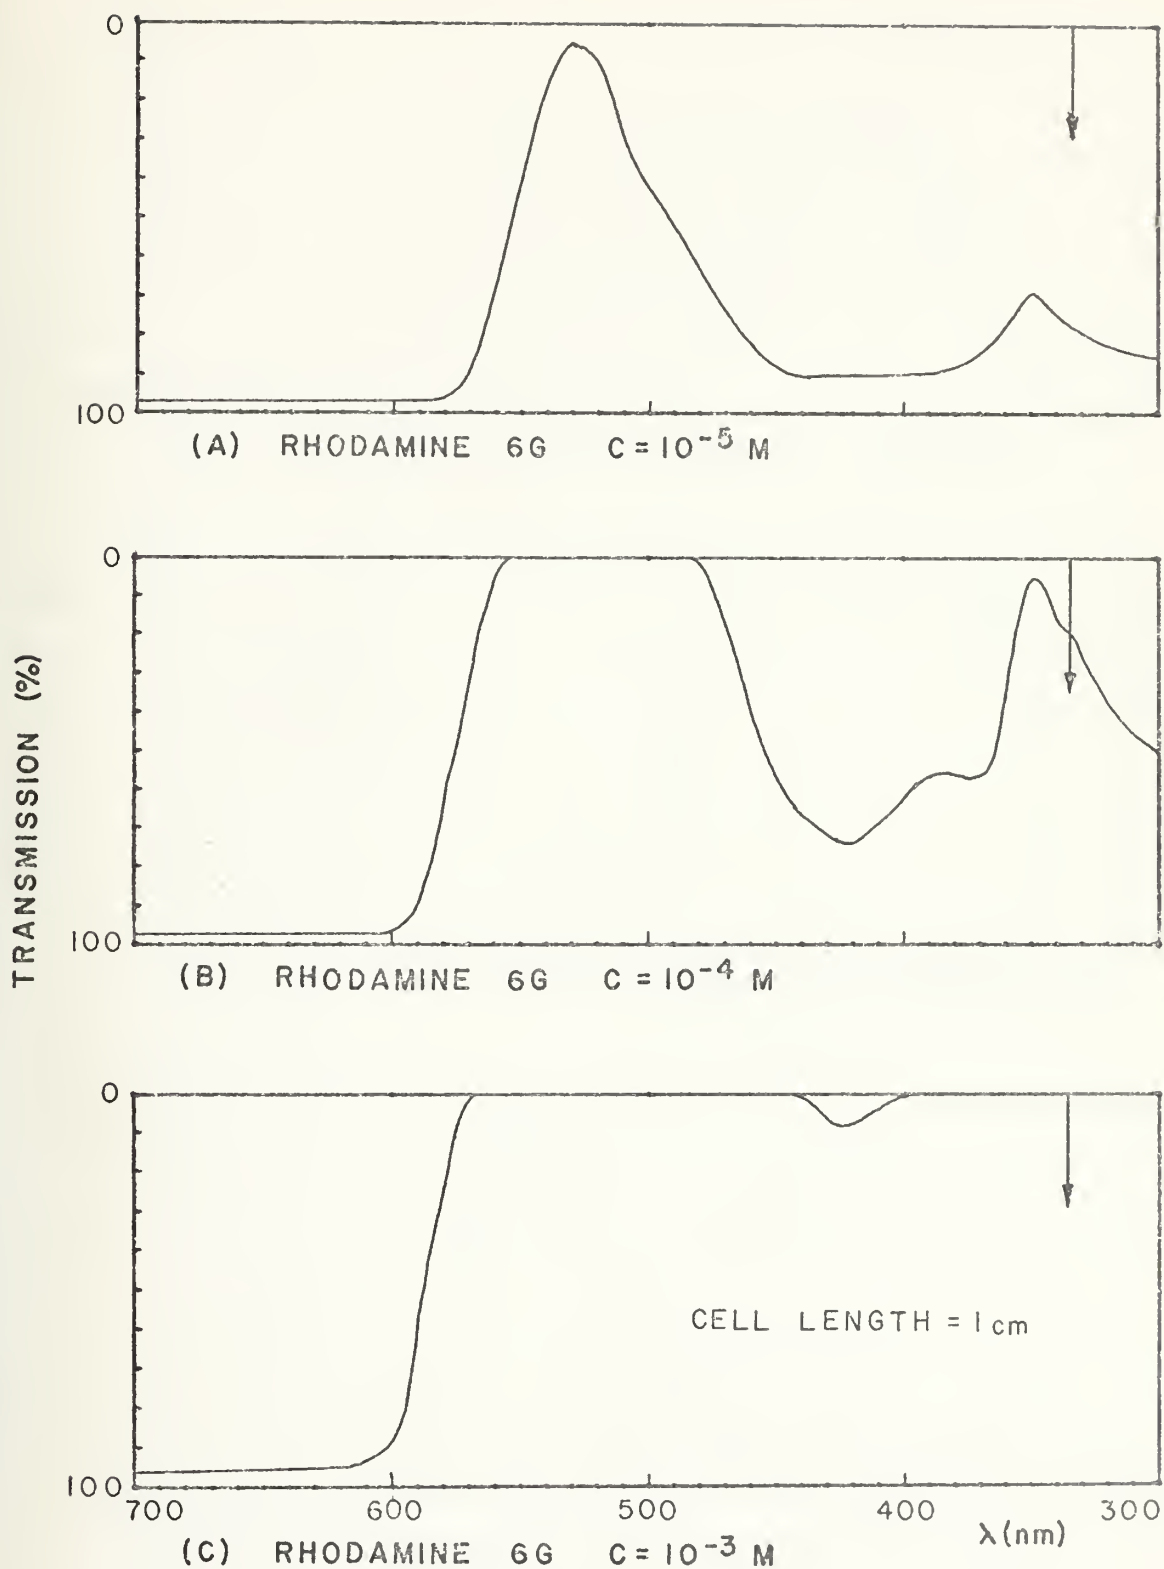 0
100
(A) RHODAMINE 6G C = 10⁻⁵ M
0
TRANSMISSION (%)
100
(B) RHODAMINE 6G C = 10⁻⁴ M
0
CELL LENGTH = 1 cm
100
700 600 500 400 300
λ (nm)
(C) RHODAMINE 6G C = 10⁻³ M